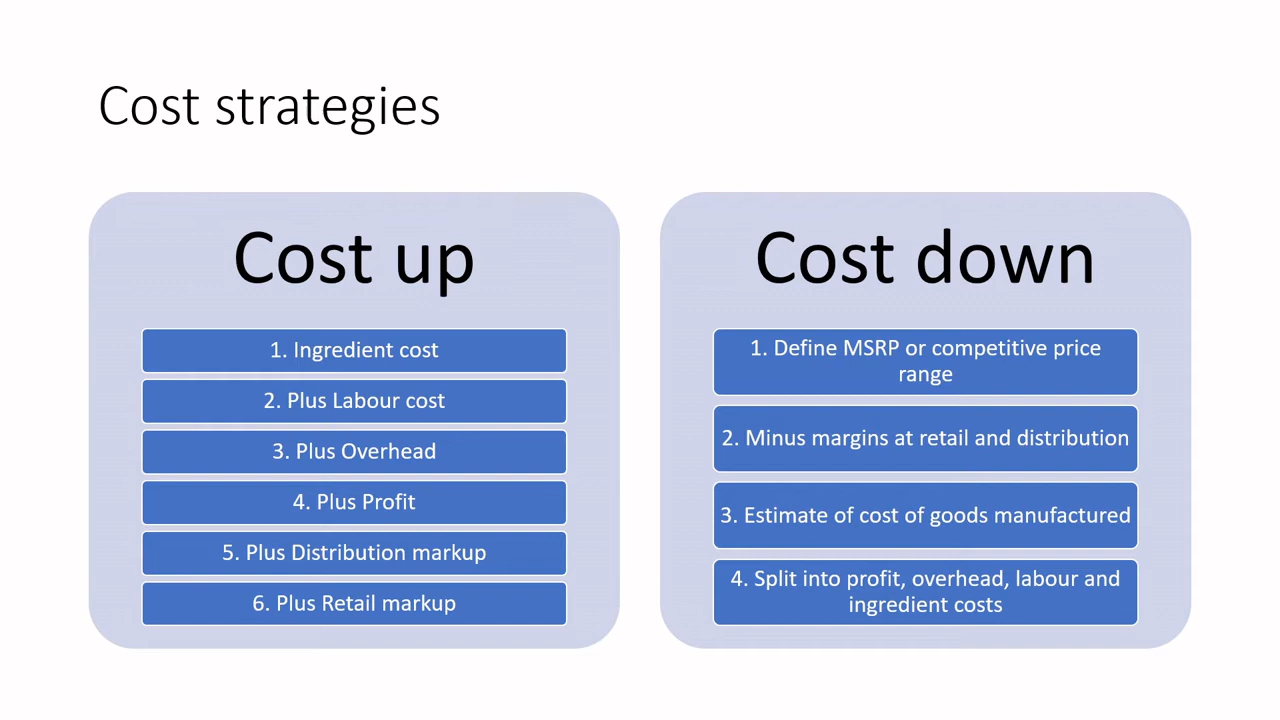 Cost strategies
Cost up
1. Ingredient cost
2. Plus Labour cost
3. Plus Overhead
4. Plus Profit
5. Plus Distribution markup
6. Plus Retail markup
Cost down
1. Define MSRP or competitive price
range
2. Minus margins at retail and distribution
3. Estimate of cost of goods manufactured
4. Split into profit, overhead, labour and
ingredient costs